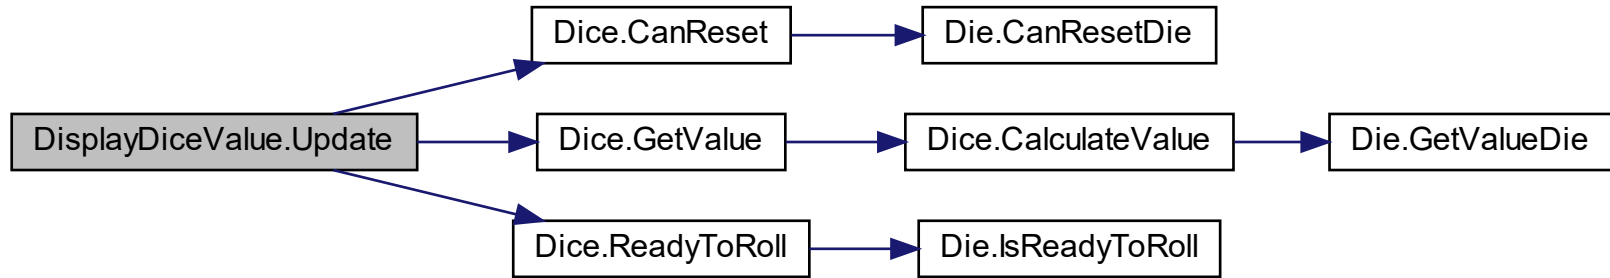 Dice.CanReset
Die.CanResetDie
DisplayDiceValue.Update
Dice.GetValue
Dice.CalculateValue
Die.GetValueDie
Dice.ReadyToRoll
Die.IsReadyToRoll